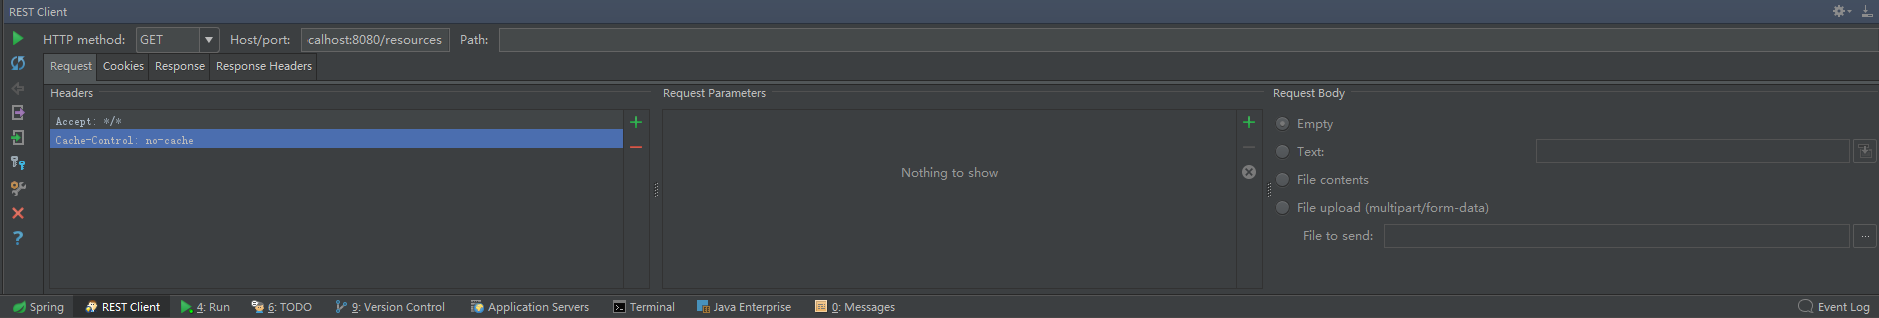 REST Client
HTTP method: GET Host/port: calhost:8080/resources Path:
Request Cookies Response Response Headers
Headers Request Parameters Request Body
Accept: */*
Cache-Control: no-cache
Nothing to show
Empty
Text:
File contents
File upload (multipart/form-data)
File to send: ...
Spring REST Client 4: Run 6: TODO 9: Version Control Application Servers Terminal Java Enterprise 0: Messages Event Log